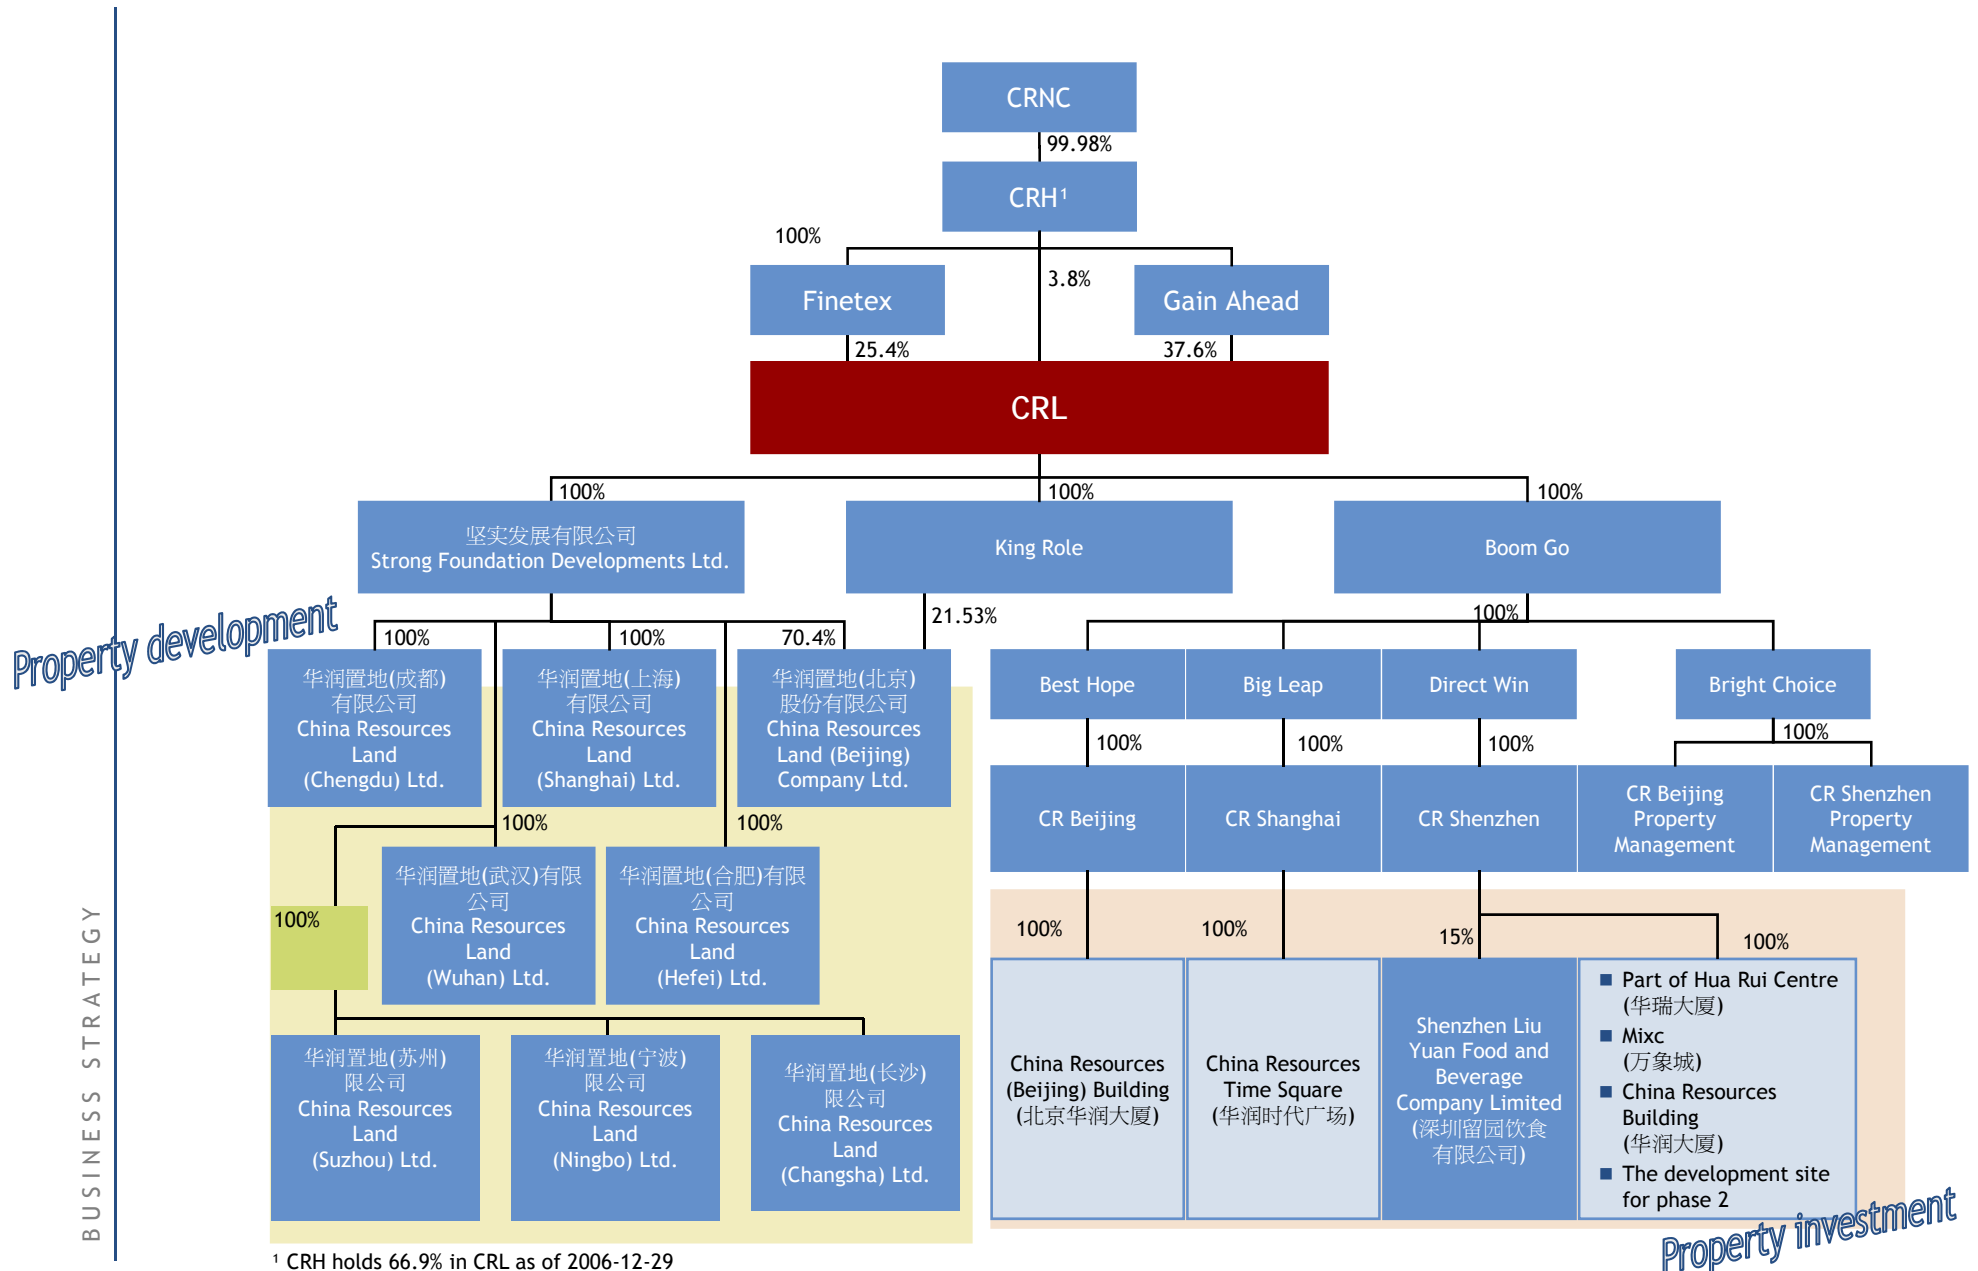 CRNC
99.98%
CRH¹
100%
3.8%
Finetex
Gain Ahead
25.4%
37.6%
CRL
100%
100%
100%
坚实发展有限公司
Strong Foundation Developments Ltd.
King Role
Boom Go
Property development
100%
100%
70.4%
21.53%
100%
华润置地(成都)
有限公司
China Resources
Land
(Chengdu) Ltd.
华润置地(上海)
有限公司
China Resources
Land
(Shanghai) Ltd.
华润置地(北京)
股份有限公司
China Resources
Land (Beijing)
Company Ltd.
Best Hope
Big Leap
Direct Win
Bright Choice
100%
100%
100%
100%
CR Beijing
CR Shanghai
CR Shenzhen
CR Beijing
Property
Management
CR Shenzhen
Property
Management
100%
100%
华润置地(武汉)有限
公司
China Resources
Land
(Wuhan) Ltd.
华润置地(合肥)有限
公司
China Resources
Land
(Hefei) Ltd.
100%
100%
100%
15%
100%
华润置地(苏州)
限公司
China Resources
Land
(Suzhou) Ltd.
华润置地(宁波)
限公司
China Resources
Land
(Ningbo) Ltd.
华润置地(长沙)
限公司
China Resources
Land
(Changsha) Ltd.
China Resources
(Beijing) Building
(北京华润大厦)
China Resources
Time Square
(华润时代广场)
Shenzhen Liu
Yuan Food and
Beverage
Company Limited
(深圳留园饮食
有限公司)
■ Part of Hua Rui Centre
(华瑞大厦)
■ Mixc
(万象城)
■ China Resources
Building
(华润大厦)
■ The development site
for phase 2
Property investment
BUSINESS STRATEGY
¹ CRH holds 66.9% in CRL as of 2006-12-29